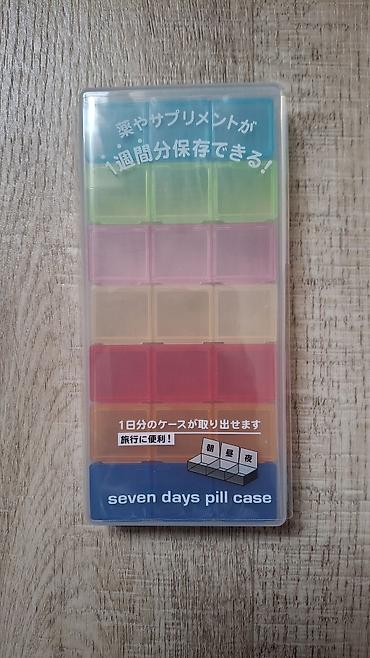 薬やサプリメントが
1週間分保存できる!
1日分のケースが取り出せます
旅行に便利!
朝 昼 夜
seven days pill case